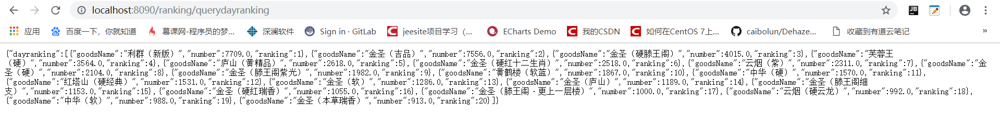 localhost:8090/ranking/querydayranking
应用 百度一下，你就知道 慕课网-程序员的梦... 深澜软件 Sign in · GitLab jeesite项目学习（... ECharts Demo 我的CSDN 如何在CentOS 7上... caibolun/Dehaze... 收藏到有道云笔记 »
{"dayranking":[{"goodsName":"利群（新版）","number":7709.0,"ranking":1},{"goodsName":"金圣（吉品）","number":7556.0,"ranking":2},{"goodsName":"金圣（硬滕王阁）","number":4015.0,"ranking":3},{"goodsName":"芙蓉王
（硬）","number":3564.0,"ranking":4},{"goodsName":"庐山（黄精品）","number":2618.0,"ranking":5},{"goodsName":"金圣（硬红十二生肖）","number":2518.0,"ranking":6},{"goodsName":"云烟（紫）","number":2311.0,"ranking":7},{"goodsName":"金
圣（硬）","number":2104.0,"ranking":8},{"goodsName":"金圣（滕王阁紫光）","number":1982.0,"ranking":9},{"goodsName":"黄鹤楼（软蓝）","number":1867.0,"ranking":10},{"goodsName":"中华（硬）","number":1570.0,"ranking":11},
{"goodsName":"红塔山（硬经典）","number":1531.0,"ranking":12},{"goodsName":"金圣（软）","number":1286.0,"ranking":13},{"goodsName":"金圣（庐山）","number":1189.0,"ranking":14},{"goodsName":"金圣（滕王阁细
支）","number":1153.0,"ranking":15},{"goodsName":"金圣（硬红瑞香）","number":1055.0,"ranking":16},{"goodsName":"金圣（滕王阁·更上一层楼）","number":1000.0,"ranking":17},{"goodsName":"云烟（硬云龙）","number":992.0,"ranking":18},
{"goodsName":"中华（软）","number":988.0,"ranking":19},{"goodsName":"金圣（本草瑞香）","number":913.0,"ranking":20}]}